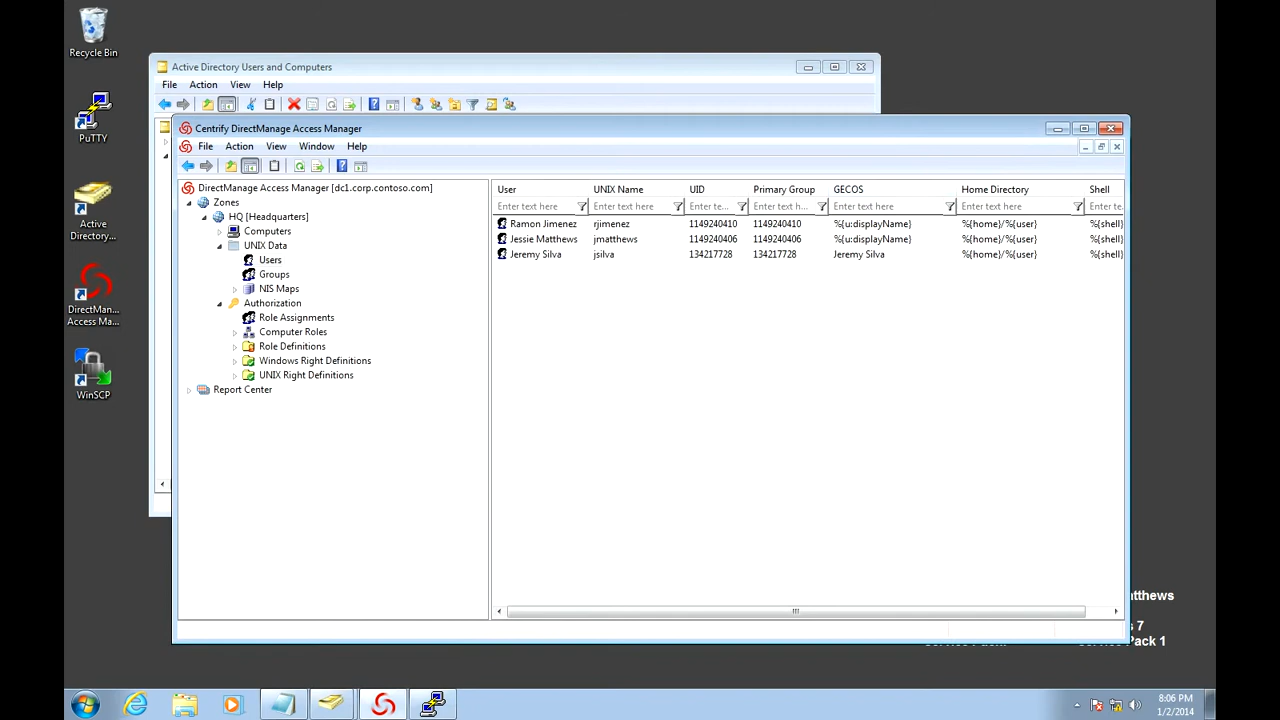 Recycle Bin
PuTTY
Active
Directory...
DirectMan...
Access Ma...
WinSCP
Active Directory Users and Computers
File Action View Help
Centrify DirectManage Access Manager
File Action View Window Help
DirectManage Access Manager [dc1.corp.contoso.com]
Zones
HQ [Headquarters]
Computers
UNIX Data
Users
Groups
NIS Maps
Authorization
Role Assignments
Computer Roles
Role Definitions
Windows Right Definitions
UNIX Right Definitions
Report Center
User UNIX Name UID Primary Group GECOS Home Directory Shell
Enter text here Enter text here Enter te... Enter text h... Enter text here Enter text here Enter te...
Ramon Jimenez rjimenez 1149240410 1149240410 %{u:displayName} %{home}/%{user} %{shell}
Jessie Matthews jmatthews 1149240406 1149240406 %{u:displayName} %{home}/%{user} %{shell}
Jeremy Silva jsilva 134217728 134217728 Jeremy Silva %{home}/%{user} %{shell}
atthews
s 7
Pack 1
8:06 PM
1/2/2014